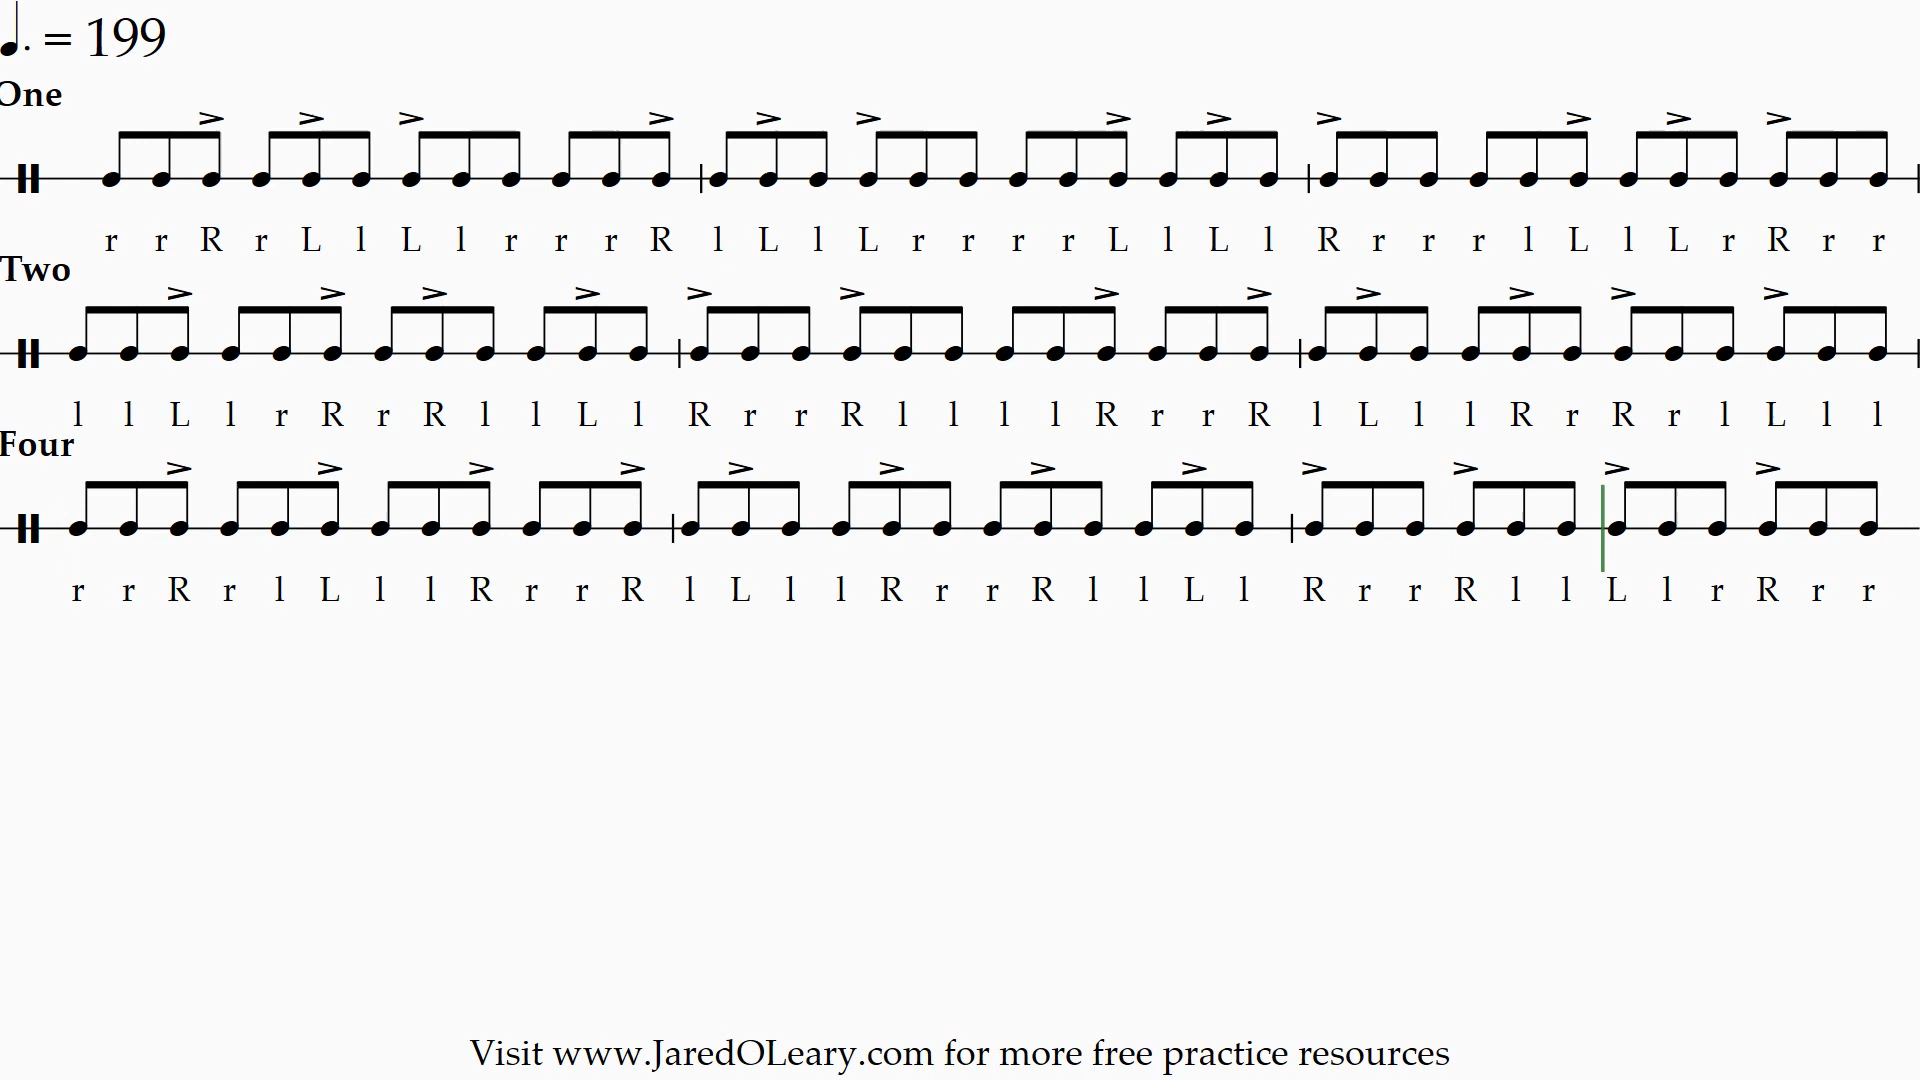 ♩. = 199
One
r r R r L l L l r r r R l L l L r r r r L l L l R r r r l L l L r R r r
Two
l l L l r R r R l l L l R r r R l l l l R r r R l L l l R r R r l L l l
Four
r r R r l L l l R r r R l L l l R r r R l l L l R r r R l l L l r R r r
Visit www.JaredOLeary.com for more free practice resources